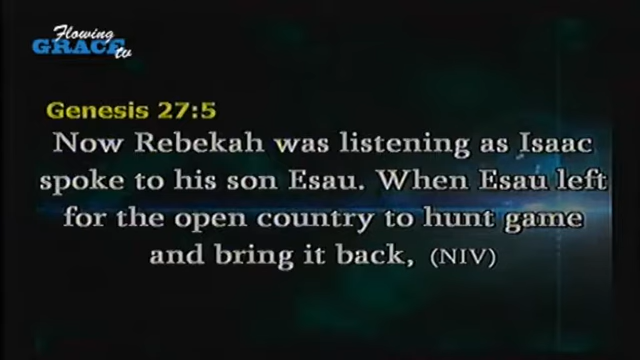 Flowing
GRACE tv
Genesis 27:5
Now Rebekah was listening as Isaac
spoke to his son Esau. When Esau left
for the open country to hunt game
and bring it back, (NIV)